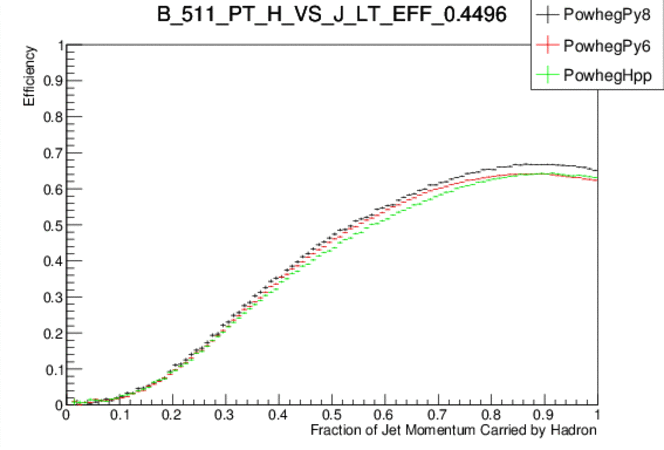 B_511_PT_H_VS_J_LT_EFF_0.4496
PowhegPy8
PowhegPy6
PowhegHpp
Efficiency
1
0.9
0.8
0.7
0.6
0.5
0.4
0.3
0.2
0.1
0
0 0.1 0.2 0.3 0.4 0.5 0.6 0.7 0.8 0.9 1
Fraction of Jet Momentum Carried by Hadron